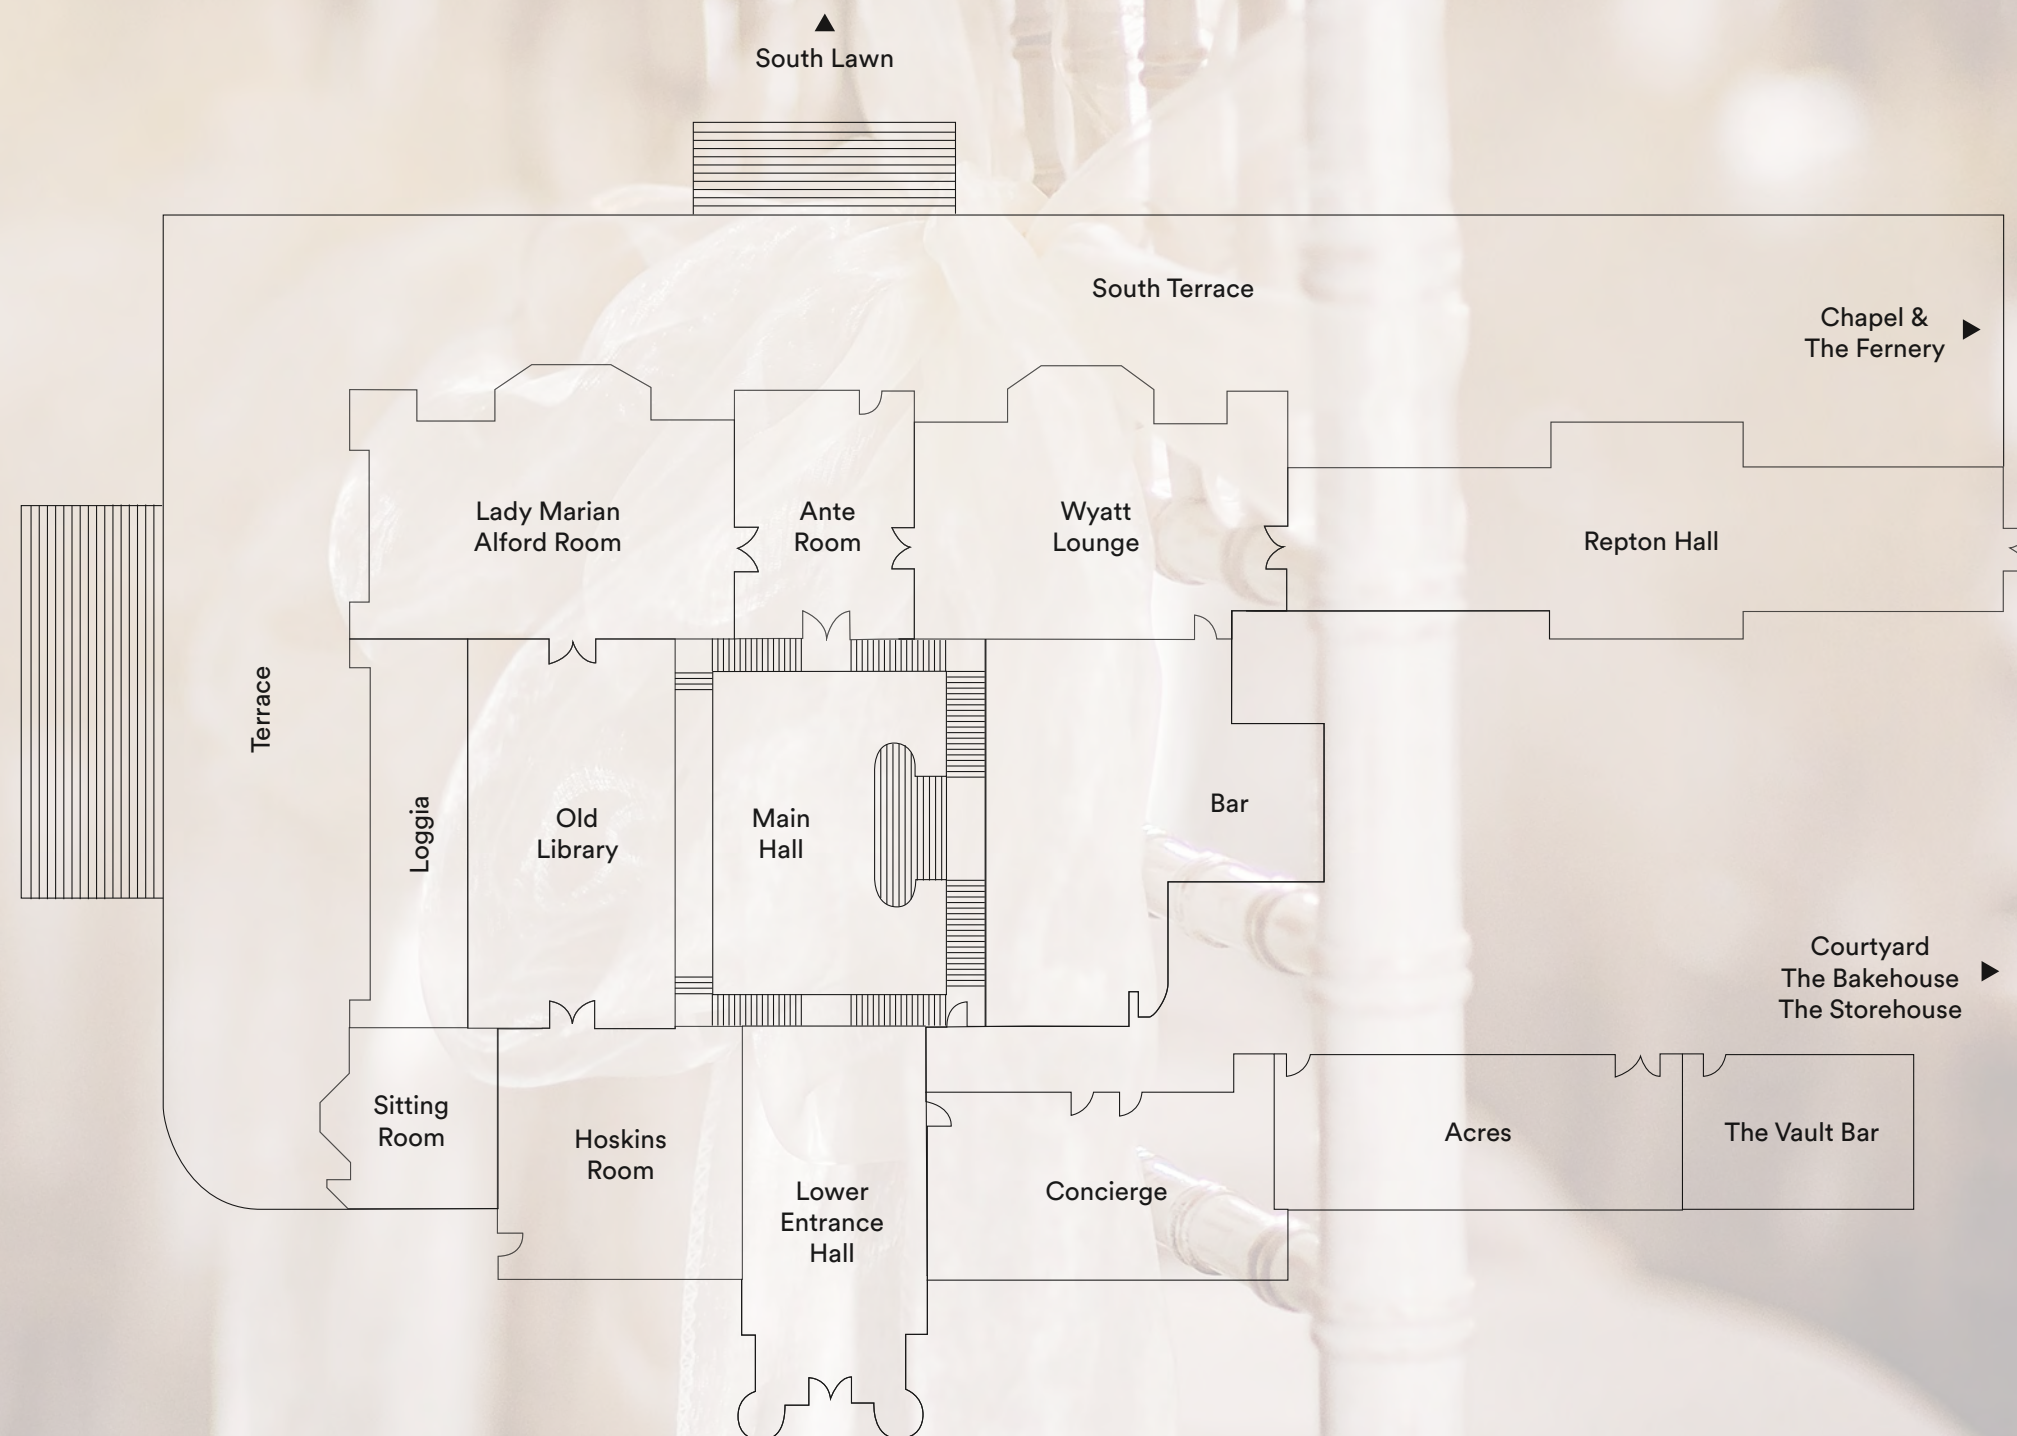 South Lawn
South Terrace
Chapel &
The Fernery
Lady Marian
Alford Room
Ante
Room
Wyatt
Lounge
Repton Hall
Terrace
Loggia
Old
Library
Main
Hall
Bar
Courtyard
The Bakehouse
The Storehouse
Sitting
Room
Hoskins
Room
Lower
Entrance
Hall
Concierge
Acres
The Vault Bar